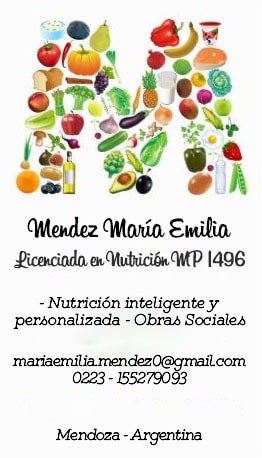 Mendez María Emilia
Licenciada en Nutrición MP 1496
- Nutrición inteligente y
personalizada - Obras Sociales
mariaemilia.mendez0@gmail.com
0223 - 155279093
Mendoza - Argentina